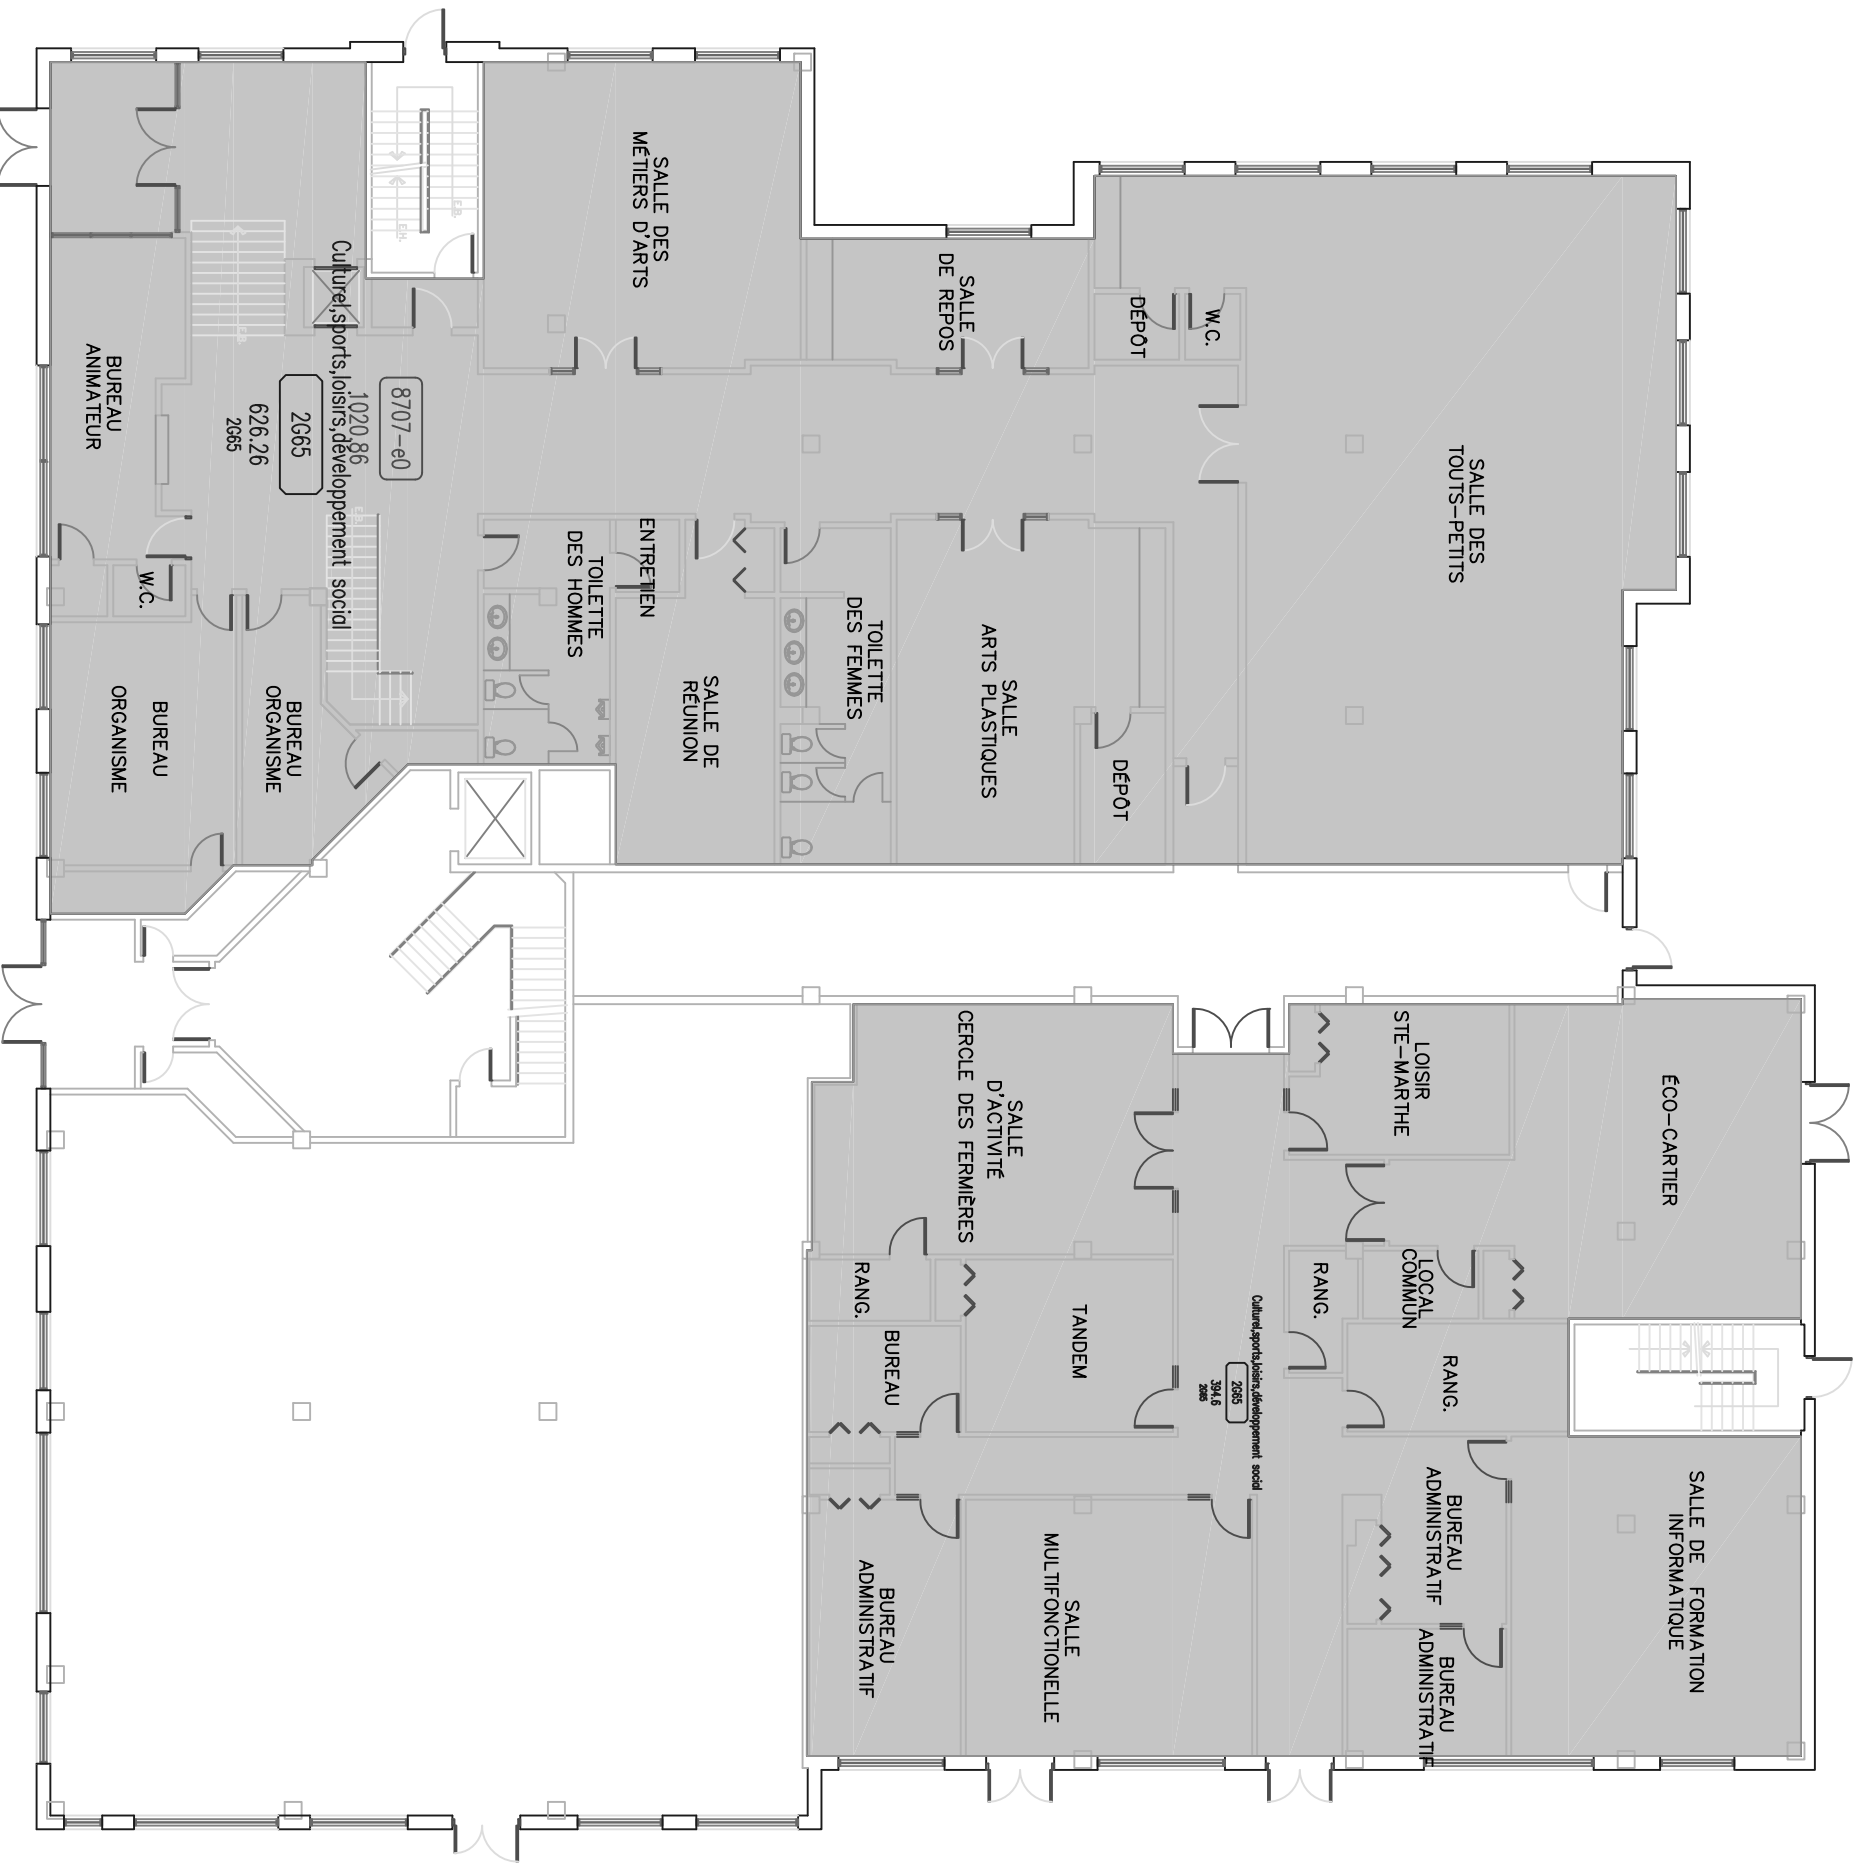 SALLE DES
MÉTIERS D'ARTS
SALLE
DE REPOS
DÉPÔT
W.C.
SALLE DES
TOUTS-PETITS
BUREAU
ANIMATEUR
Culturel,sports,loisirs,développement social
8707-e0
1020.86
2G65
626.26
2G65
E.B.
E.H.
W.C.
BUREAU
ORGANISME
BUREAU
ORGANISME
TOILETTE
DES HOMMES
ENTRETIEN
SALLE DE
RÉUNION
TOILETTE
DES FEMMES
SALLE
ARTS PLASTIQUES
DÉPÔT
SALLE
D'ACTIVITÉ
CERCLE DES FERMIÈRES
LOISIR
STE-MARTHE
ÉCO-CARTIER
RANG.
BUREAU
TANDEM
RANG.
LOCAL
COMMUN
RANG.
Culturel,sports,loisirs,développement social
2G65
394.6
2G65
BUREAU
ADMINISTRATIF
SALLE
MULTIFONCTIONELLE
BUREAU
ADMINISTRATIF
BUREAU
ADMINISTRATIF
SALLE DE FORMATION
INFORMATIQUE